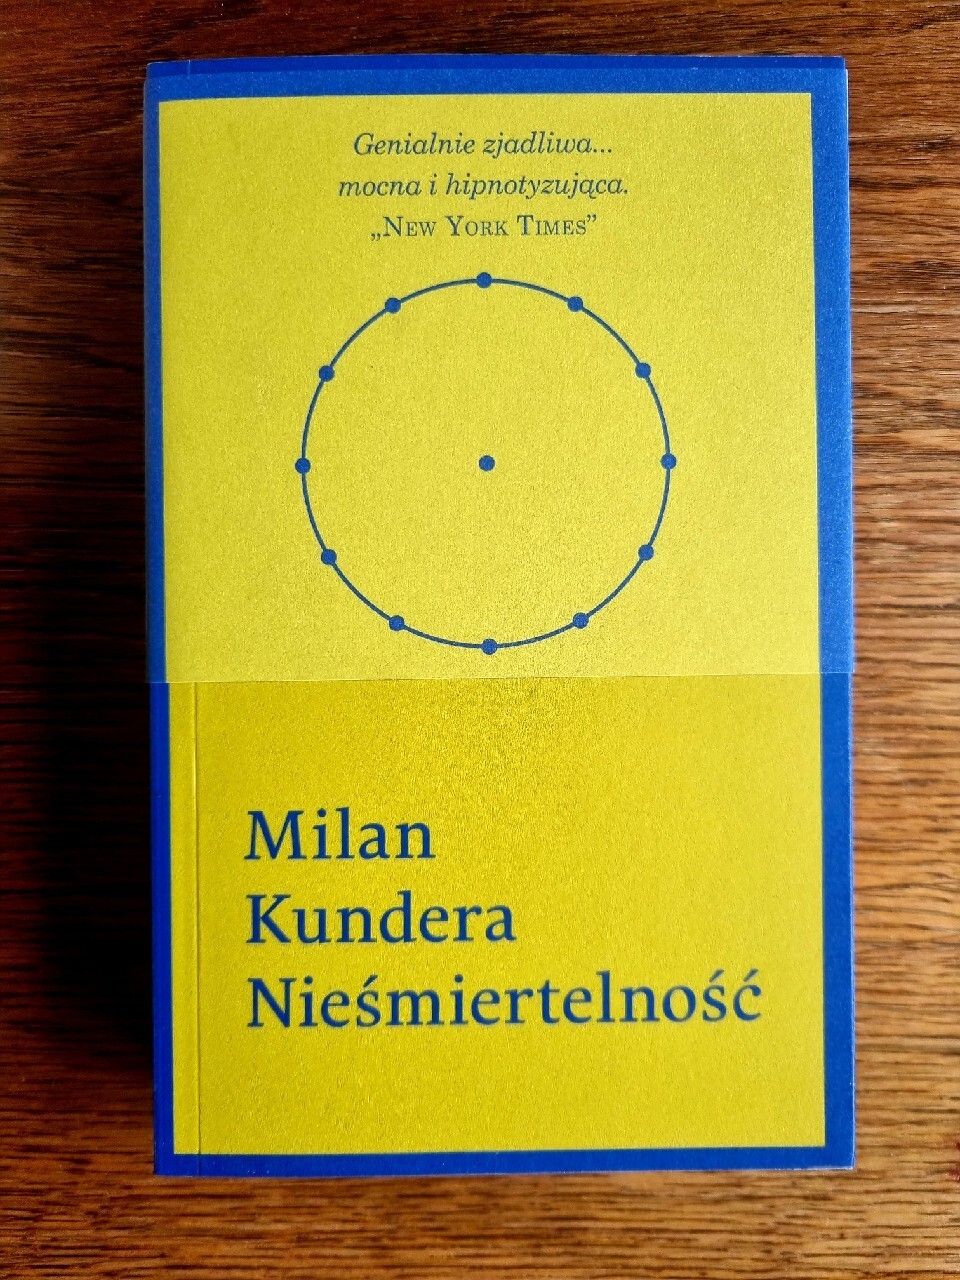 Genialnie zjadliwa...
mocna i hipnotyzująca.
„New York Times”
Milan
Kundera
Nieśmiertelność